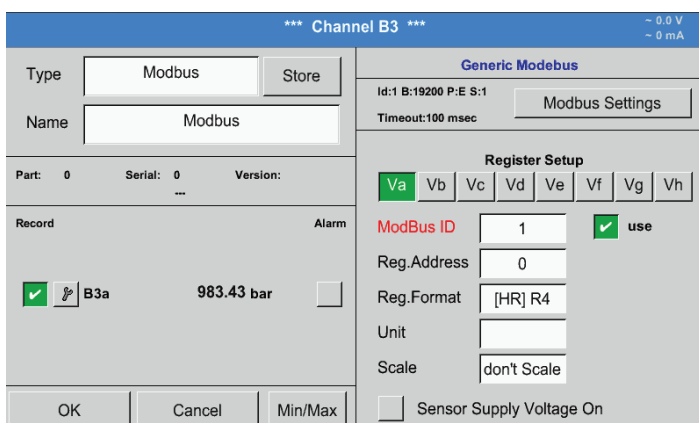 *** Channel B3 ***
~ 0.0 V
~ 0 mA
Type Modbus Store
Name Modbus
Part: 0 Serial: 0 Version:
---
Record Alarm
B3a 983.43 bar
OK Cancel Min/Max
Generic Modebus
Id:1 B:19200 P:E S:1
Timeout:100 msec
Modbus Settings
Register Setup
Va Vb Vc Vd Ve Vf Vg Vh
ModBus ID 1 use
Reg.Address 0
Reg.Format [HR] R4
Unit
Scale don't Scale
Sensor Supply Voltage On